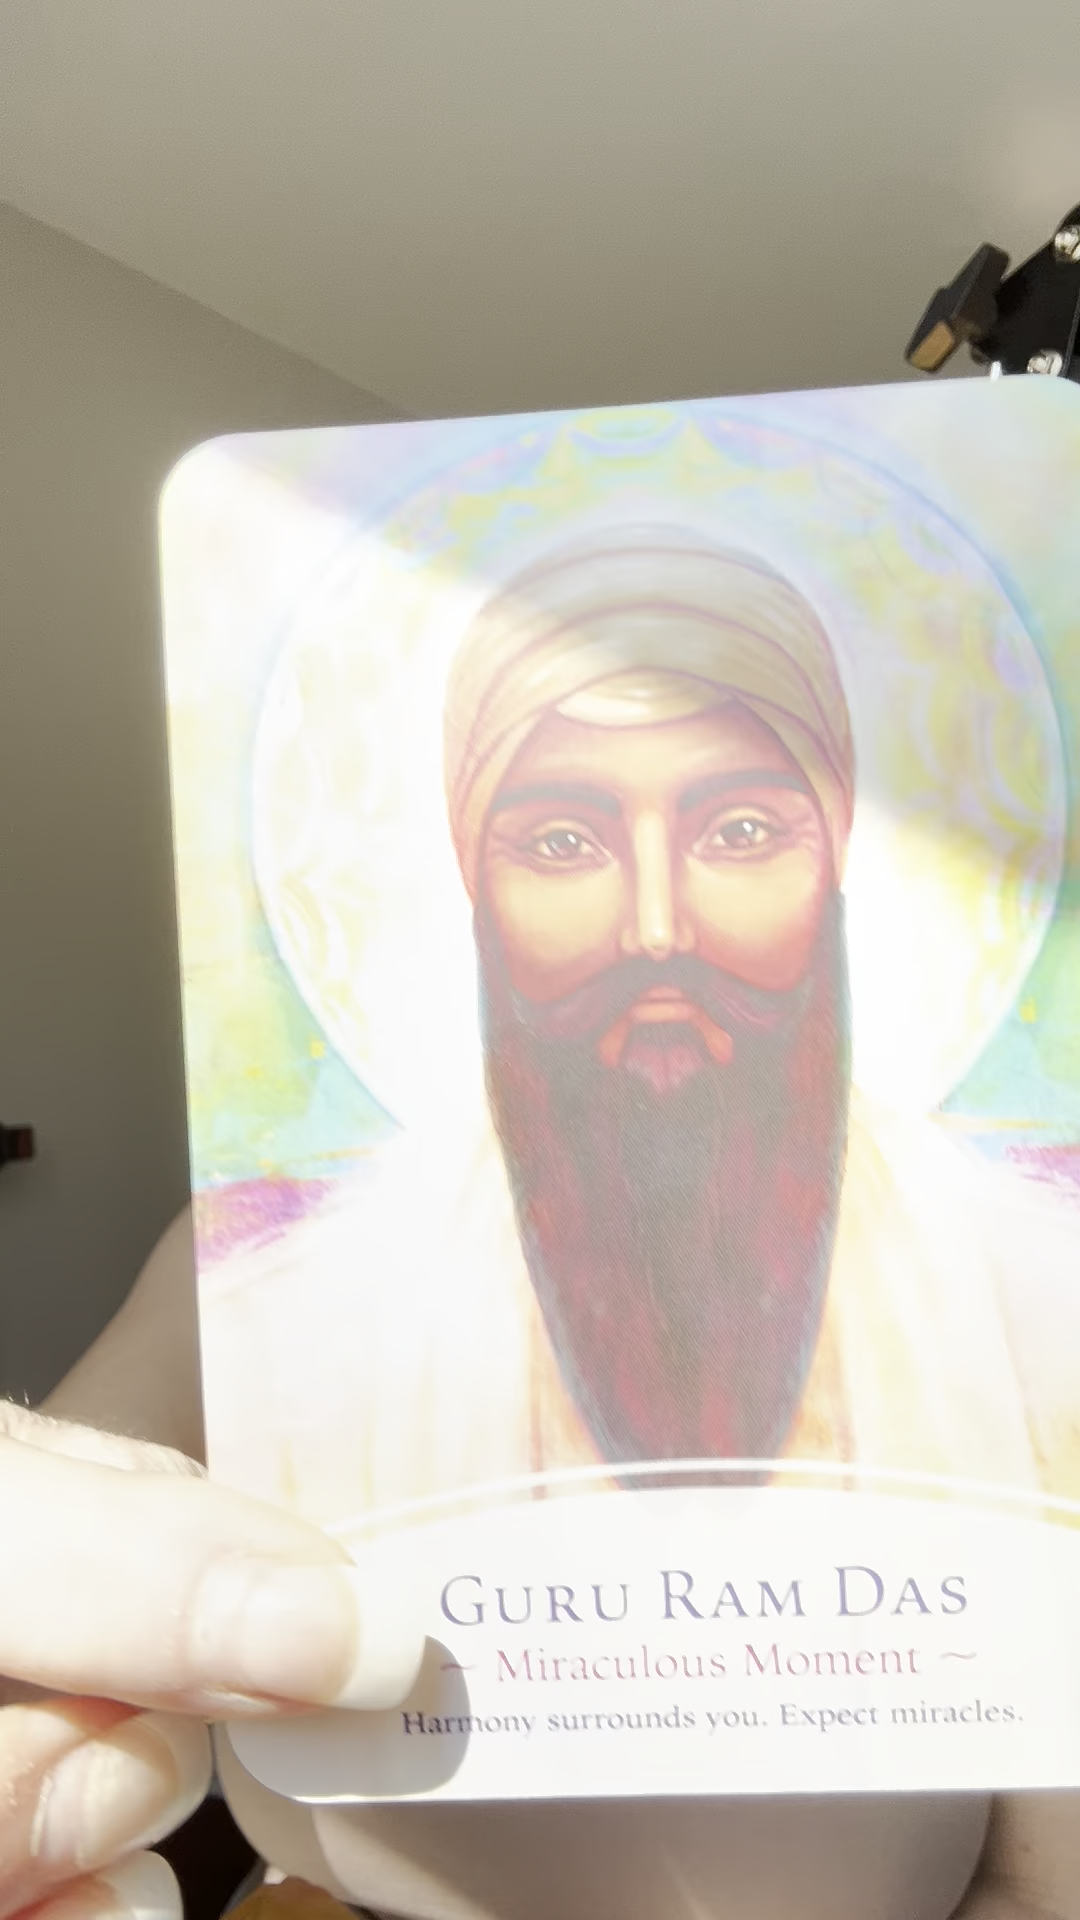 GURU RAM DAS
~ Miraculous Moment ~
Harmony surrounds you. Expect miracles.